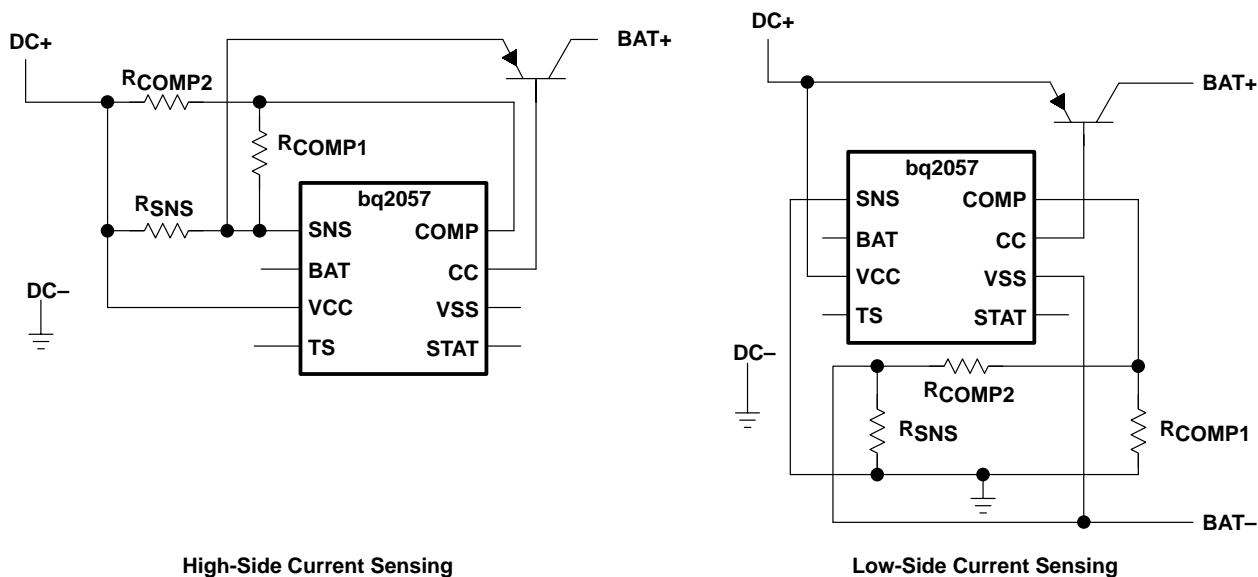 DC+
BAT+
RCOMP2
RCOMP1
bq2057
RSNS
SNS
COMP
BAT
CC
DC–
VCC
VSS
TS
STAT
High-Side Current Sensing
DC+
BAT+
bq2057
SNS
COMP
BAT
CC
VCC
VSS
TS
STAT
DC–
RCOMP2
RSNS
RCOMP1
BAT–
Low-Side Current Sensing